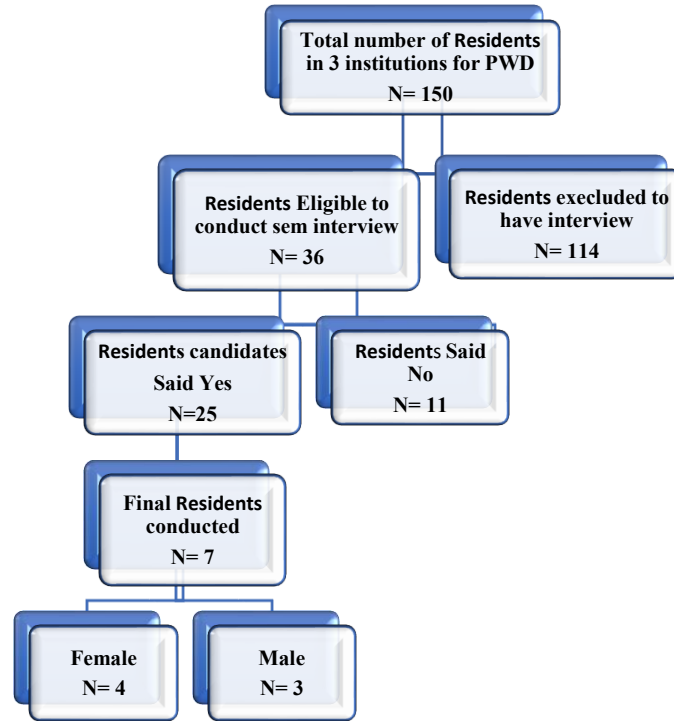 Total number of Residents
in 3 institutions for PWD
N= 150
Residents Eligible to
conduct sem interview
N= 36
Residents execluded to
have interview
N= 114
Residents candidates
Said Yes
N=25
Residents Said
No
N= 11
Final Residents
conducted
N= 7
Female
N= 4
Male
N= 3